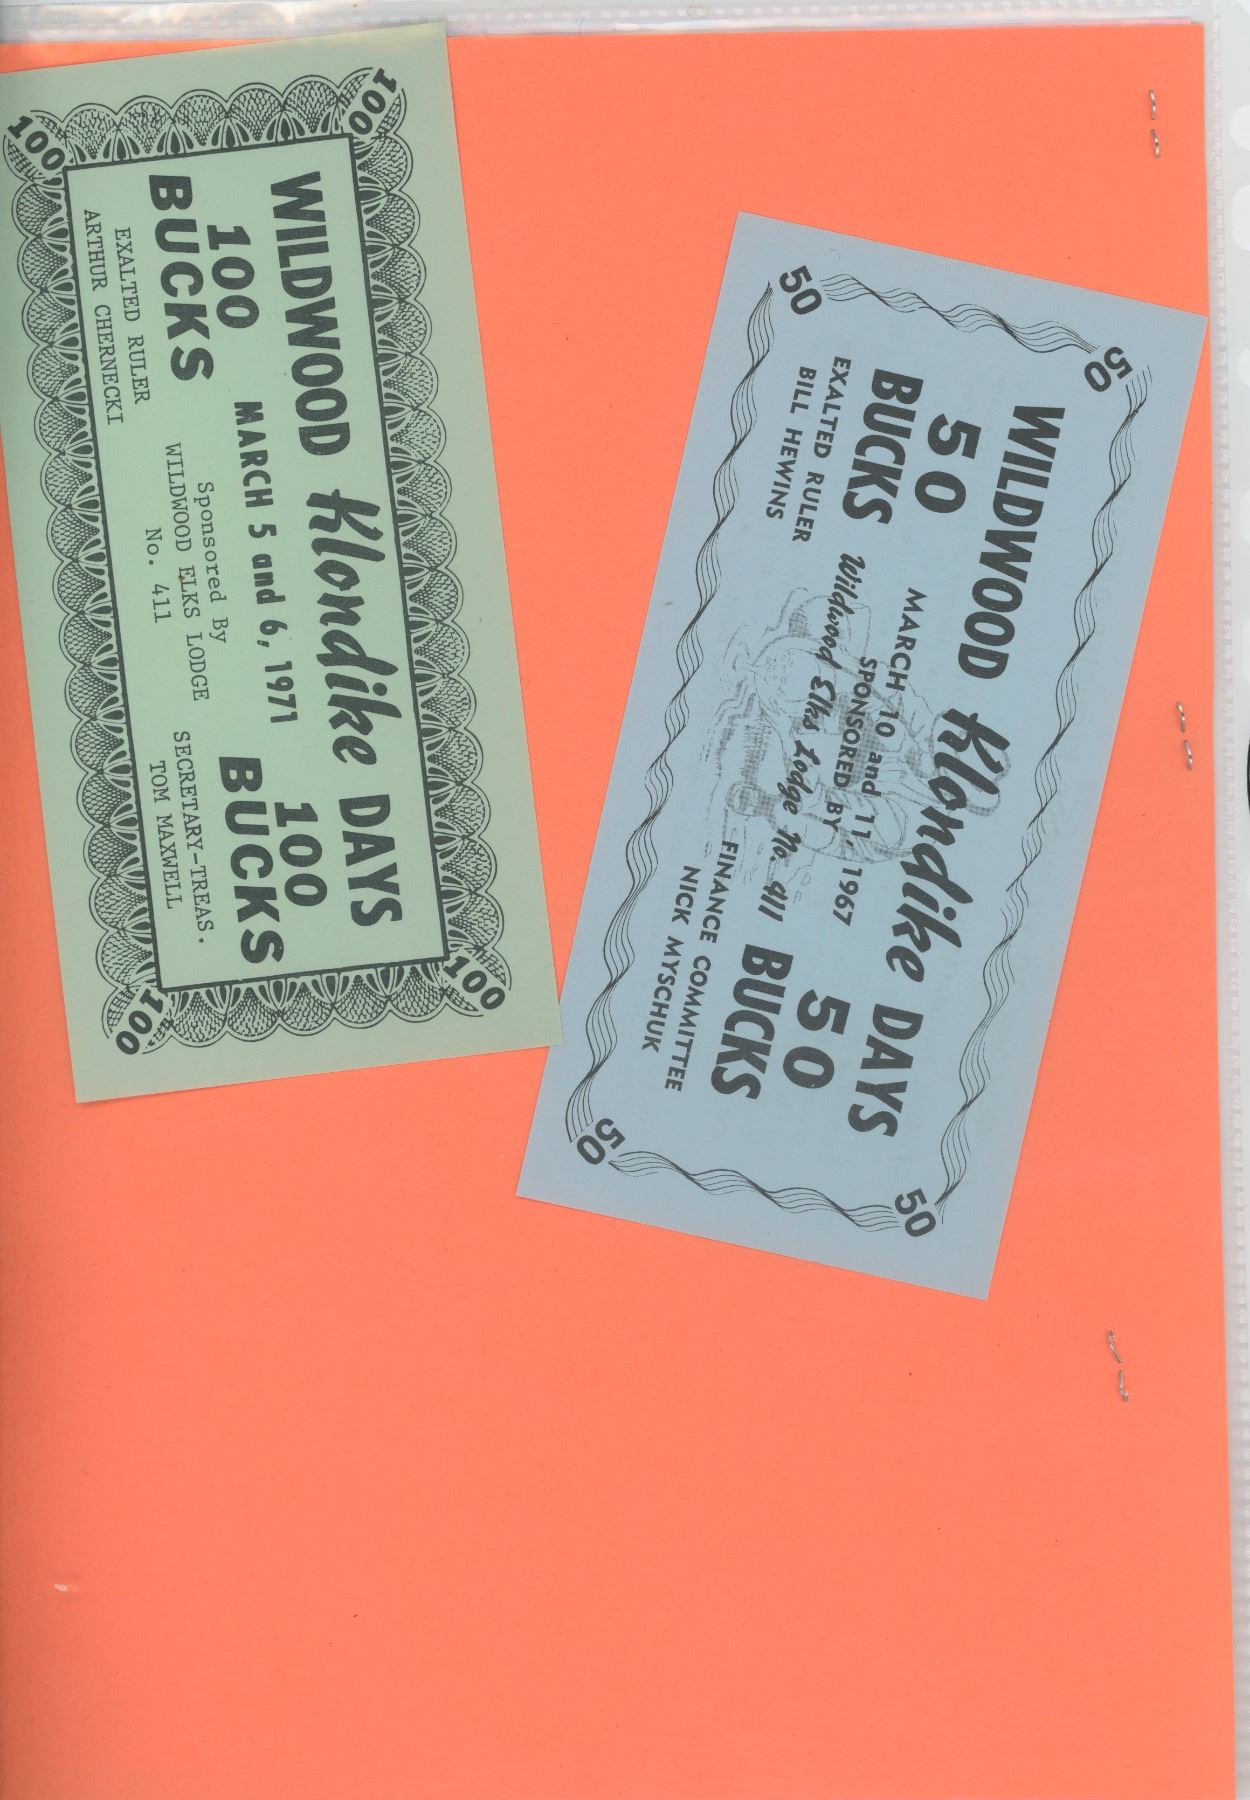 100
100
WILDWOOD Klondike DAYS
100
BUCKS
MARCH 5 and 6, 1971
100
BUCKS
Sponsored By
WILDWOOD ELKS LODGE
No. 411
EXALTED RULER
ARTHUR CHERNECKI
SECRETARY-TREAS.
TOM MAXWELL
100
100
50
50
WILDWOOD Klondike DAYS
50
BUCKS
MARCH 10 and 11, 1967
SPONSORED BY
Wildwood Elks Lodge No. 411
50
BUCKS
EXALTED RULER
BILL HEWINS
FINANCE COMMITTEE
NICK MYSCHUK
50
50